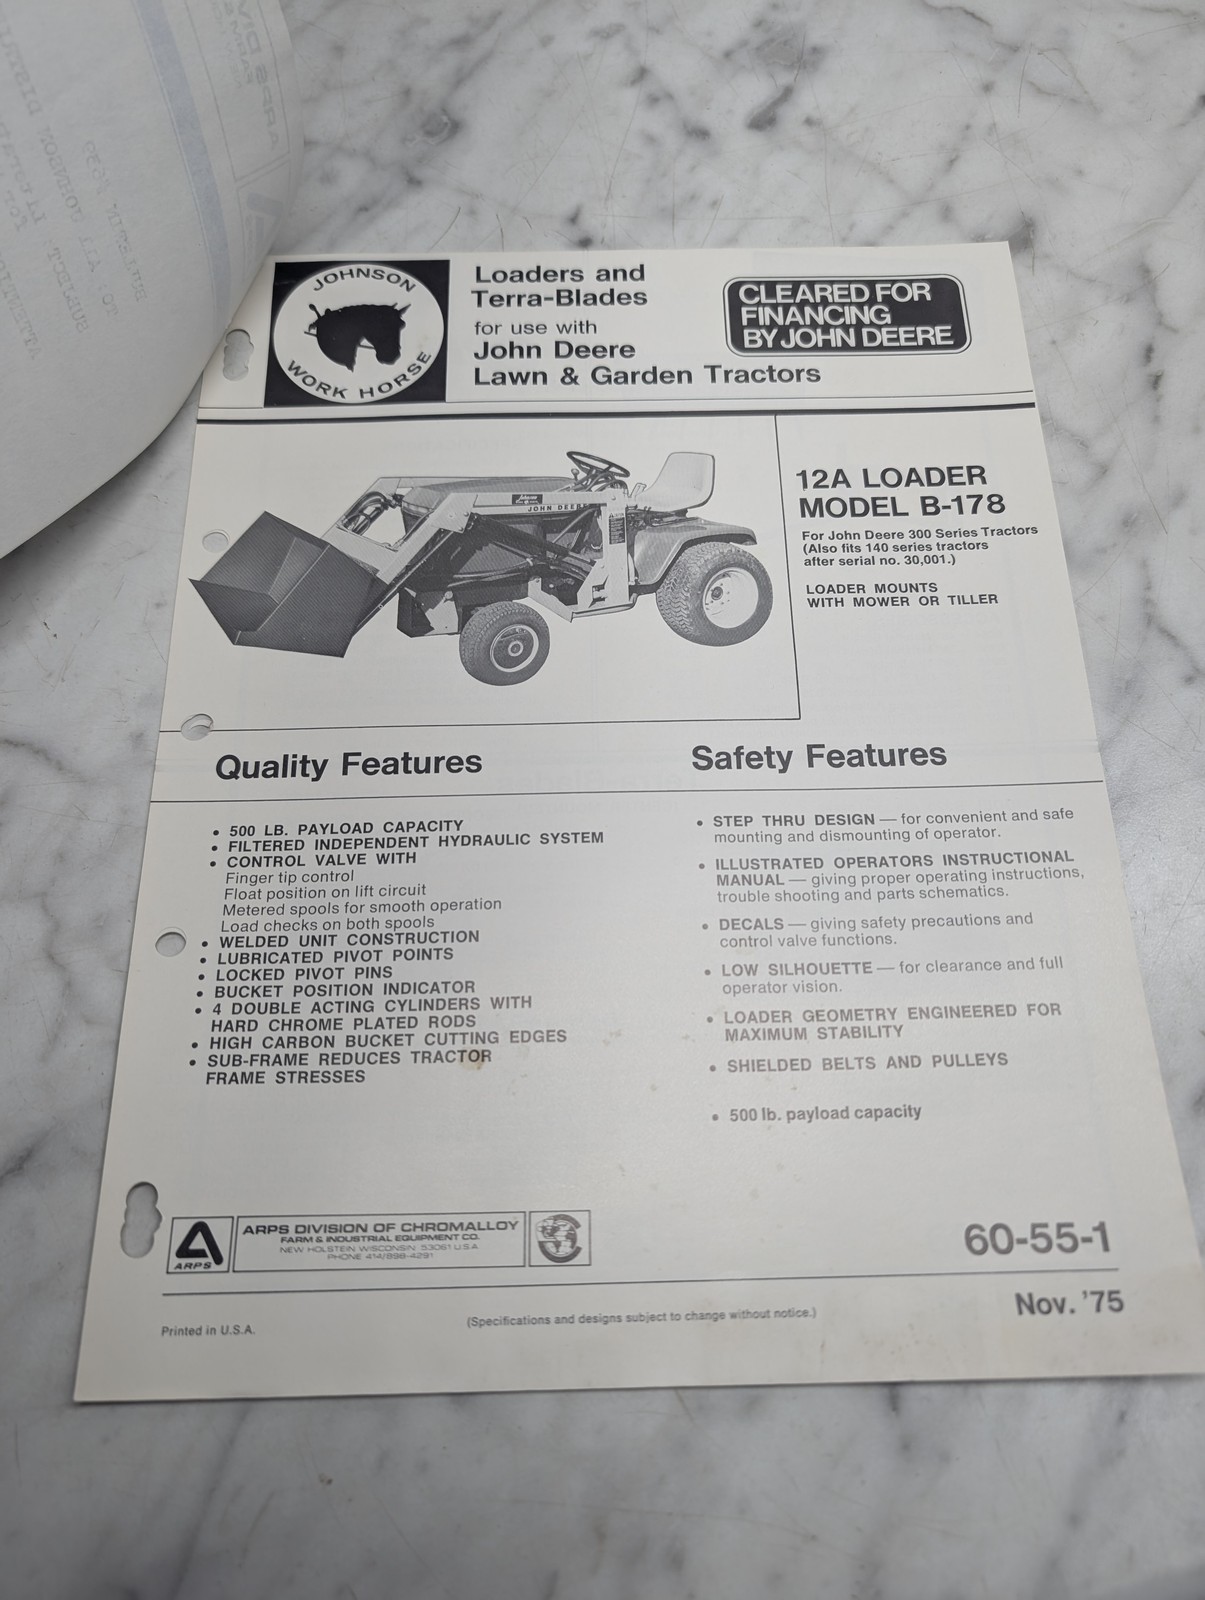 JOHNSON
WORK HORSE
Loaders and
Terra-Blades
for use with
John Deere
Lawn & Garden Tractors
CLEARED FOR
FINANCING
BY JOHN DEERE
Johnson
JOHN DEERE
12A LOADER
MODEL B-178
For John Deere 300 Series Tractors
(Also fits 140 series tractors
after serial no. 30,001.)
LOADER MOUNTS
WITH MOWER OR TILLER
Quality Features
• 500 LB. PAYLOAD CAPACITY
• FILTERED INDEPENDENT HYDRAULIC SYSTEM
• CONTROL VALVE WITH
Finger tip control
Float position on lift circuit
Metered spools for smooth operation
Load checks on both spools
• WELDED UNIT CONSTRUCTION
• LUBRICATED PIVOT POINTS
• LOCKED PIVOT PINS
• BUCKET POSITION INDICATOR
• 4 DOUBLE ACTING CYLINDERS WITH
HARD CHROME PLATED RODS
• HIGH CARBON BUCKET CUTTING EDGES
• SUB-FRAME REDUCES TRACTOR
FRAME STRESSES
Safety Features
• STEP THRU DESIGN — for convenient and safe
mounting and dismounting of operator.
• ILLUSTRATED OPERATORS INSTRUCTIONAL
MANUAL — giving proper operating instructions,
trouble shooting and parts schematics.
• DECALS — giving safety precautions and
control valve functions.
• LOW SILHOUETTE — for clearance and full
operator vision.
• LOADER GEOMETRY ENGINEERED FOR
MAXIMUM STABILITY
• SHIELDED BELTS AND PULLEYS
• 500 lb. payload capacity
ARPS
ARPS DIVISION OF CHROMALLOY
FARM & INDUSTRIAL EQUIPMENT CO.
NEW HOLSTEIN WISCONSIN 53061 U.S.A.
PHONE 414/898-4291
60-55-1
Nov. '75
Printed in U.S.A.
(Specifications and designs subject to change without notice.)